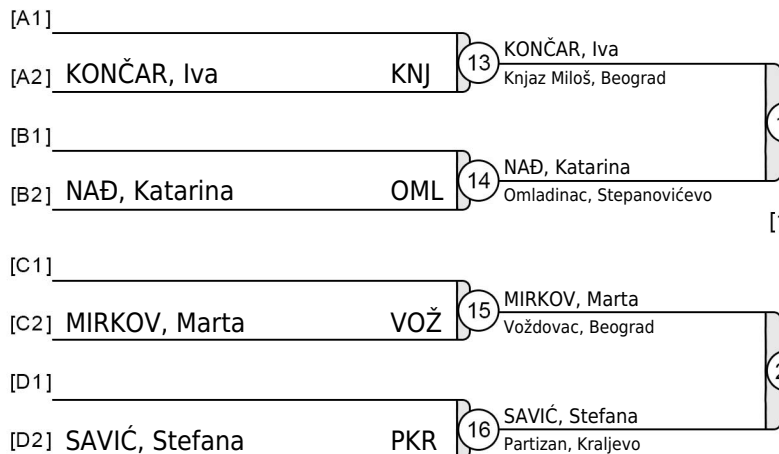 [A1]
[A2] KONČAR, Iva KNJ
13
KONČAR, Iva
Knjaz Miloš, Beograd
[B1]
[B2] NAĐ, Katarina OML
14
NAĐ, Katarina
Omladinac, Stepanovićevo
[C1]
[C2] MIRKOV, Marta VOŽ
15
MIRKOV, Marta
Voždovac, Beograd
[D1]
[D2] SAVIĆ, Stefana PKR
16
SAVIĆ, Stefana
Partizan, Kraljevo